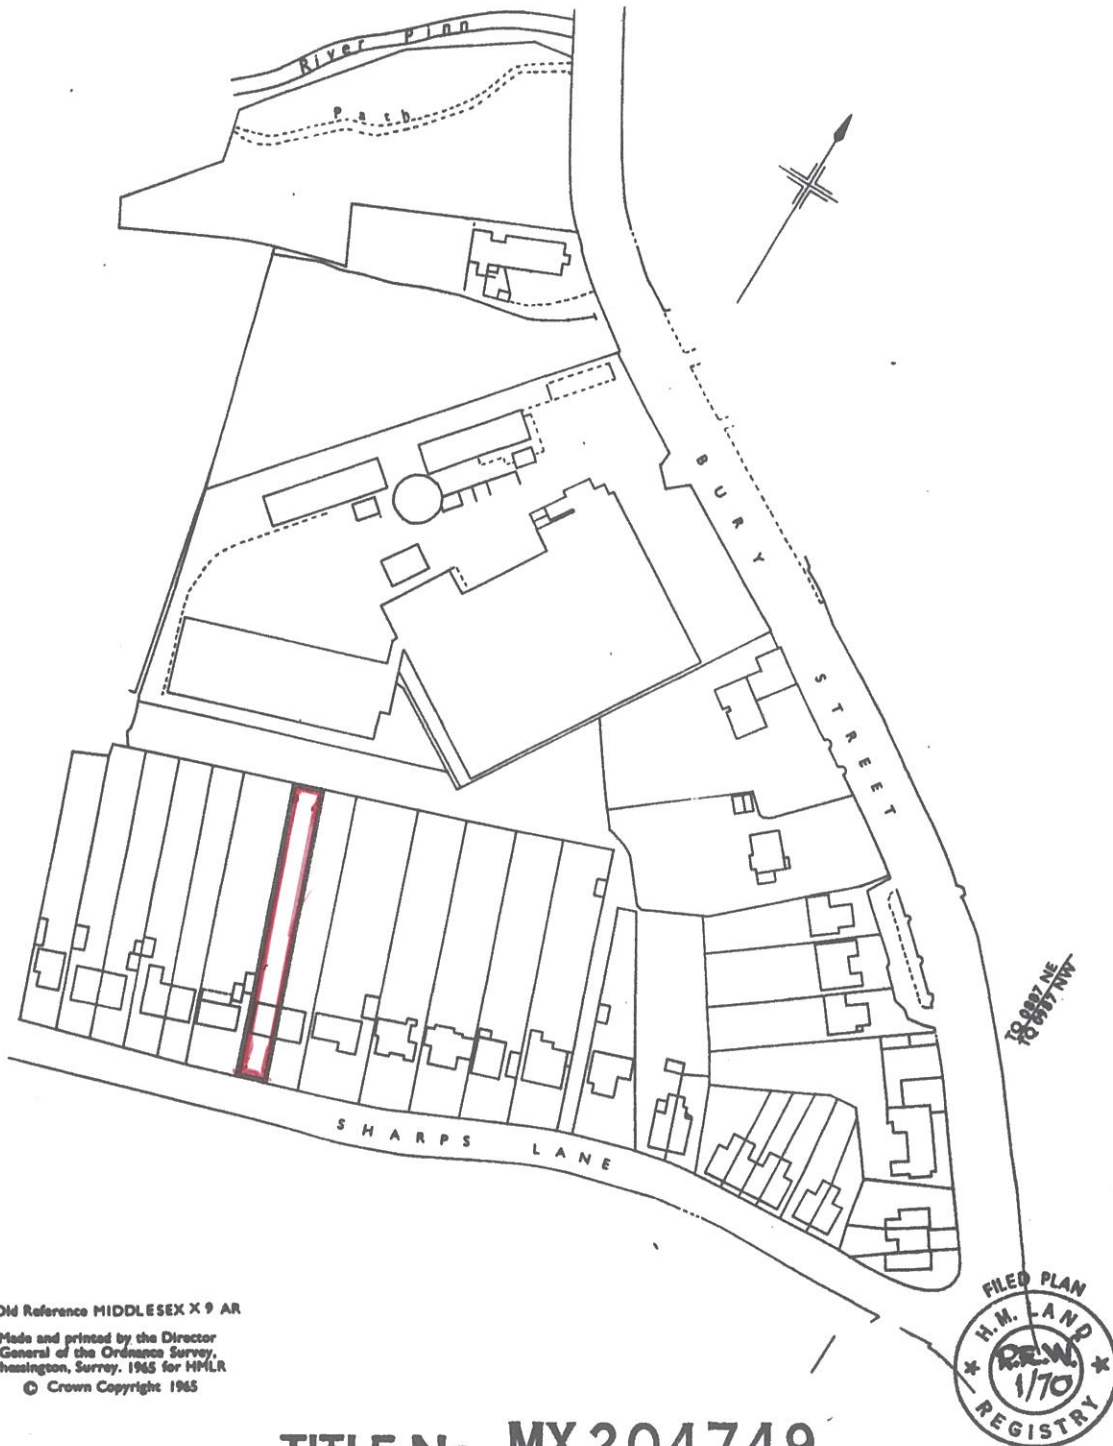 River Pinn
Path
BURY STREET
TQ 0887 NE
TQ 0987 NW
SHARPS LANE
Old Reference MIDDLESEX X 9 AR
Made and printed by the Director
General of the Ordnance Survey,
Chessington, Surrey. 1965 for HMLR
© Crown Copyright 1965
FILED PLAN
H.M. LAND
R.E.W.
1/70
REGISTRY
TITLE No. MX 204749